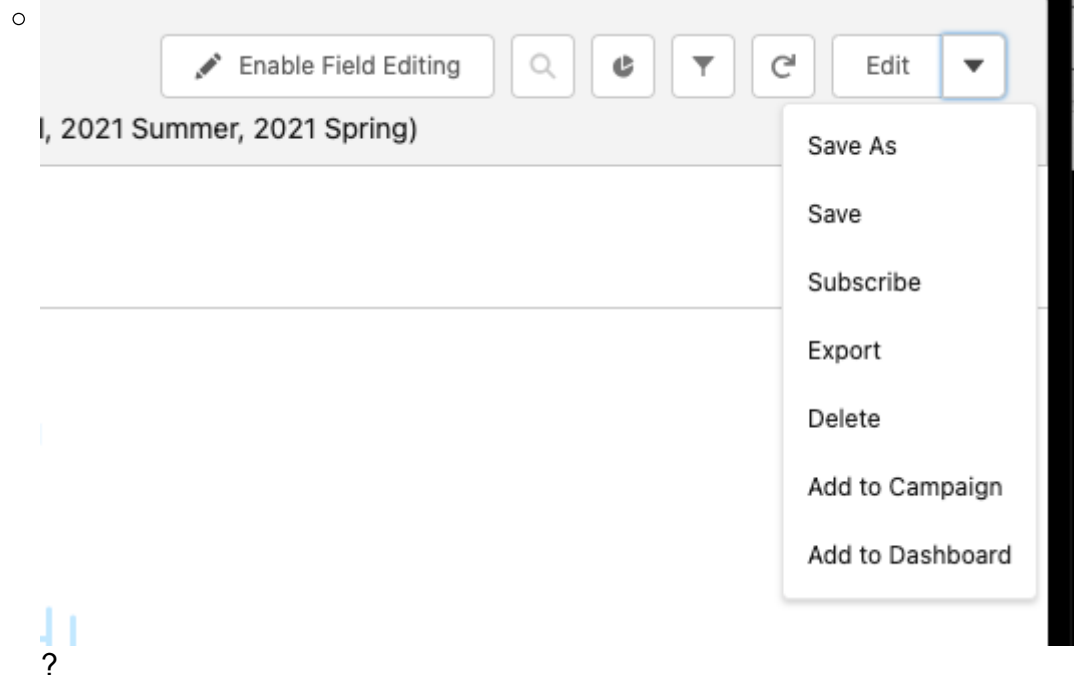 Enable Field Editing Edit
l, 2021 Summer, 2021 Spring)
Save As
Save
Subscribe
Export
Delete
Add to Campaign
Add to Dashboard
?